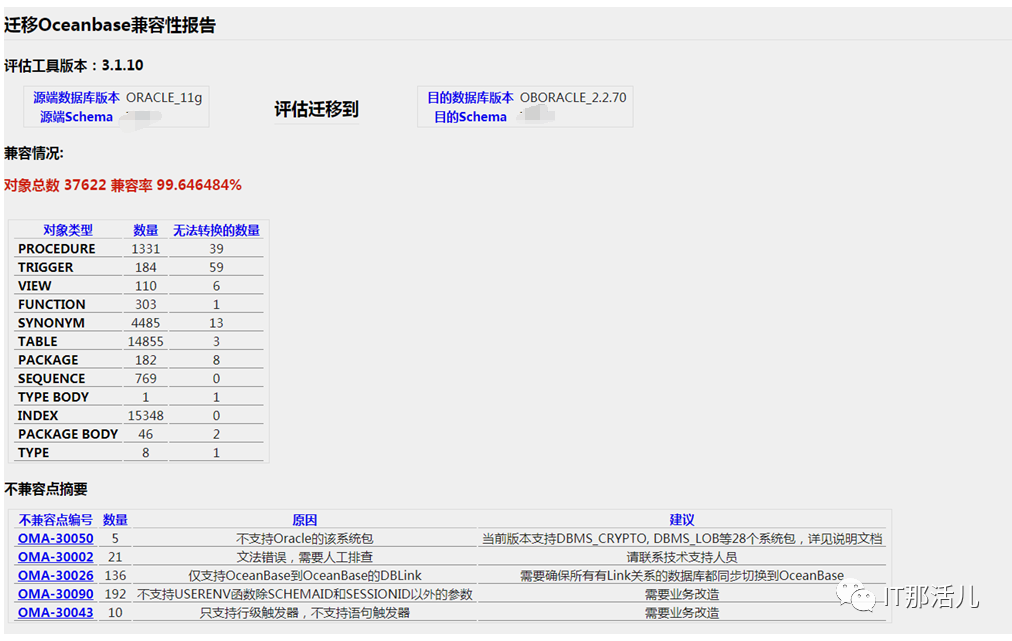 迁移Oceanbase兼容性报告
评估工具版本：3.1.10
源端数据库版本 ORACLE_11g
源端Schema
评估迁移到
目的数据库版本 OBORACLE_2.2.70
目的Schema
兼容情况:
对象总数 37622 兼容率 99.646484%
对象类型 数量 无法转换的数量
PROCEDURE 1331 39
TRIGGER 184 59
VIEW 110 6
FUNCTION 303 1
SYNONYM 4485 13
TABLE 14855 3
PACKAGE 182 8
SEQUENCE 769 0
TYPE BODY 1 1
INDEX 15348 0
PACKAGE BODY 46 2
TYPE 8 1
不兼容点摘要
不兼容点编号 数量 原因 建议
OMA-30050 5 不支持Oracle的该系统包 当前版本支持DBMS_CRYPTO, DBMS_LOB等28个系统包，详见说明文档
OMA-30002 21 文法错误，需要人工排查 请联系技术支持人员
OMA-30026 136 仅支持OceanBase到OceanBase的DBLink 需要确保所有有Link关系的数据库都同步切换到OceanBase
OMA-30090 192 不支持USERENV函数除SCHEMAID和SESSIONID以外的参数 需要业务改造
OMA-30043 10 只支持行级触发器，不支持语句触发器 需要业务改造
IT那活儿